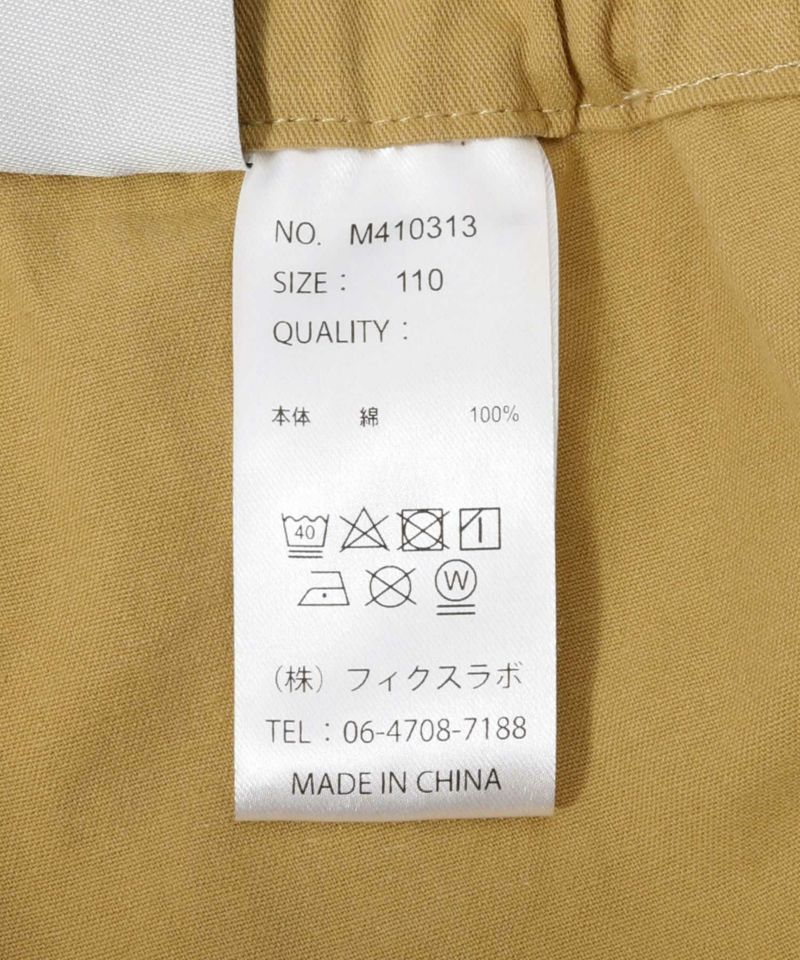 NO. M410313
SIZE : 110
QUALITY :
本体 綿 100%
40
W
(株) フィクスラボ
TEL : 06-4708-7188
MADE IN CHINA